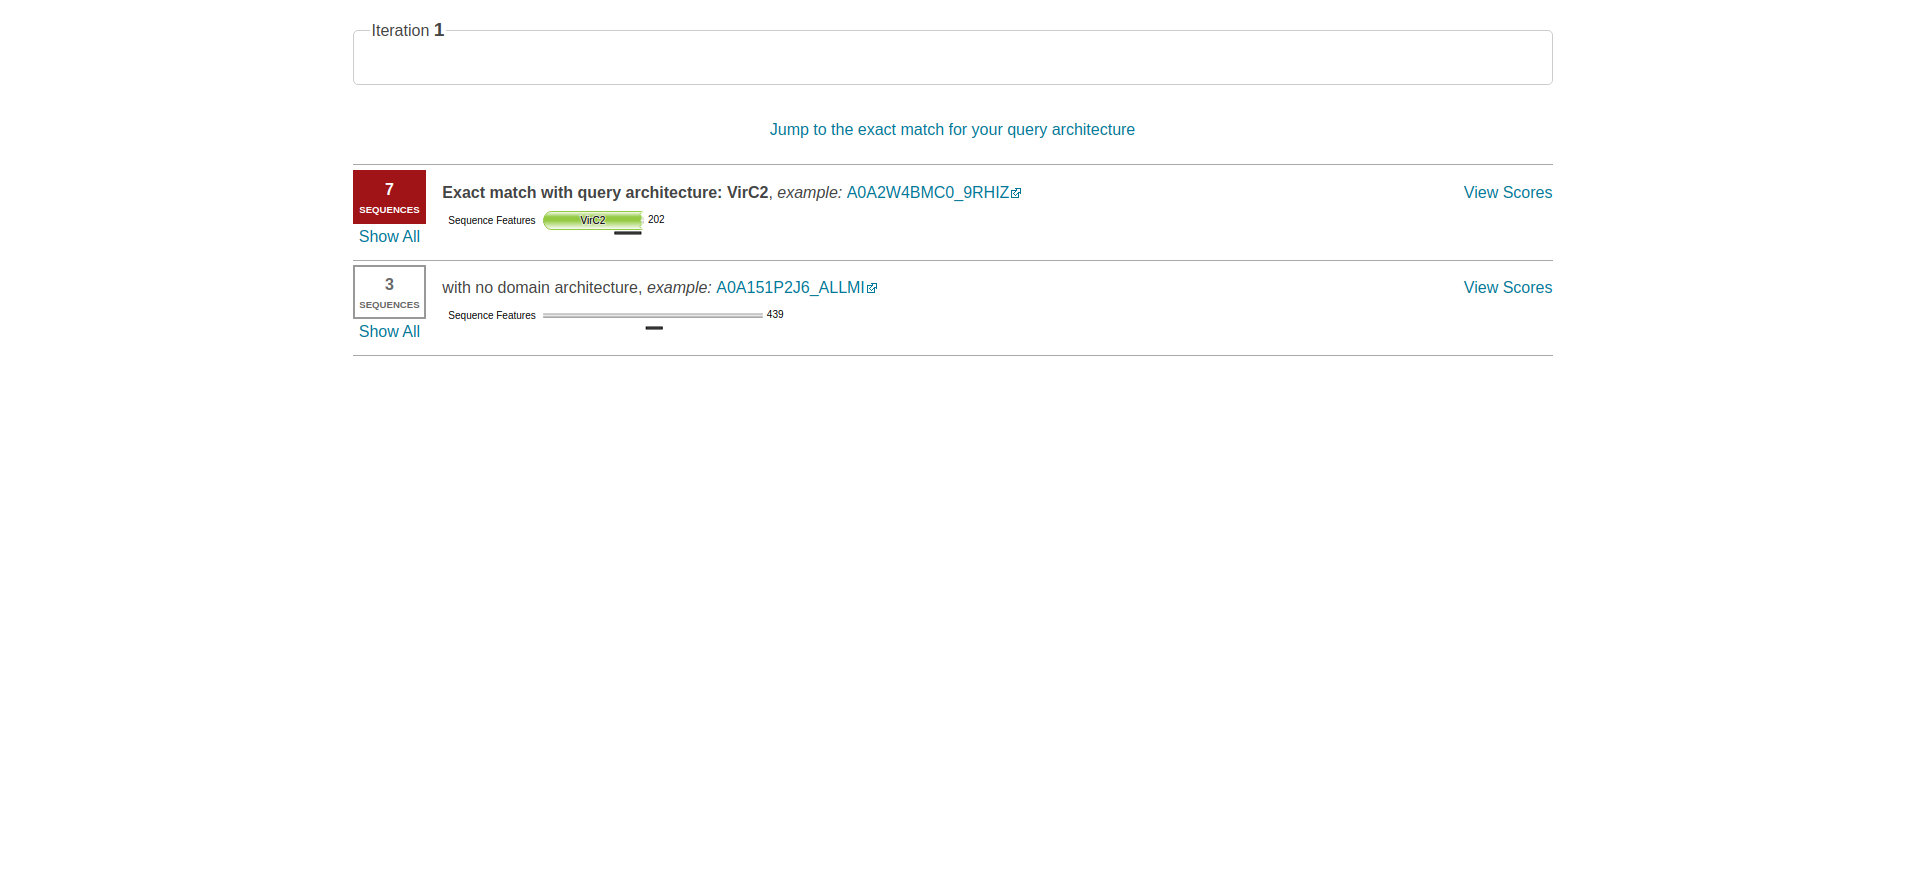 Iteration 1
Jump to the exact match for your query architecture
7
SEQUENCES
Show All
Exact match with query architecture: VirC2, example: A0A2W4BMC0_9RHIZ
View Scores
Sequence Features VirC2 202
3
SEQUENCES
Show All
with no domain architecture, example: A0A151P2J6_ALLMI
View Scores
Sequence Features 439